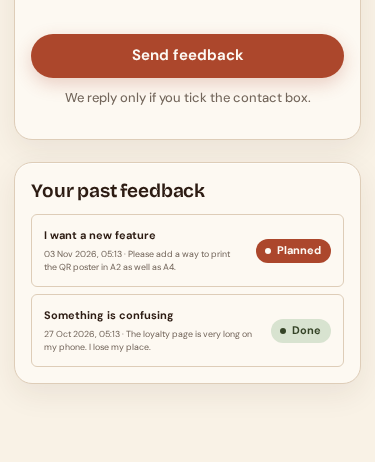 Send feedback
We reply only if you tick the contact box.
Your past feedback
I want a new feature
03 Nov 2026, 05:13 · Please add a way to print
the QR poster in A2 as well as A4.
Planned
Something is confusing
27 Oct 2026, 05:13 · The loyalty page is very long on
my phone. I lose my place.
Done